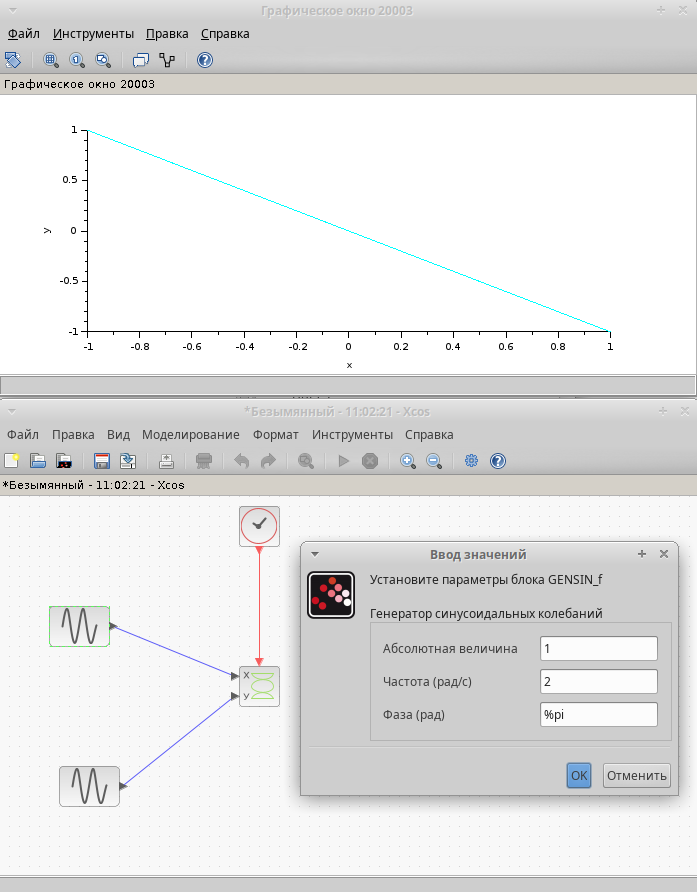 Графическое окно 20003
Файл Инструменты Правка Справка
Графическое окно 20003
1
0.5
0
-0.5
-1
y
-1 -0.8 -0.6 -0.4 -0.2 0 0.2 0.4 0.6 0.8 1
x
*Безымянный - 11:02:21 - Xcos
Файл Правка Вид Моделирование Формат Инструменты Справка
*Безымянный - 11:02:21 - Xcos
Ввод значений
Установите параметры блока GENSIN_f
Генератор синусоидальных колебаний
Абсолютная величина 1
Частота (рад/с) 2
Фаза (рад) %pi
OK Отменить
X
У